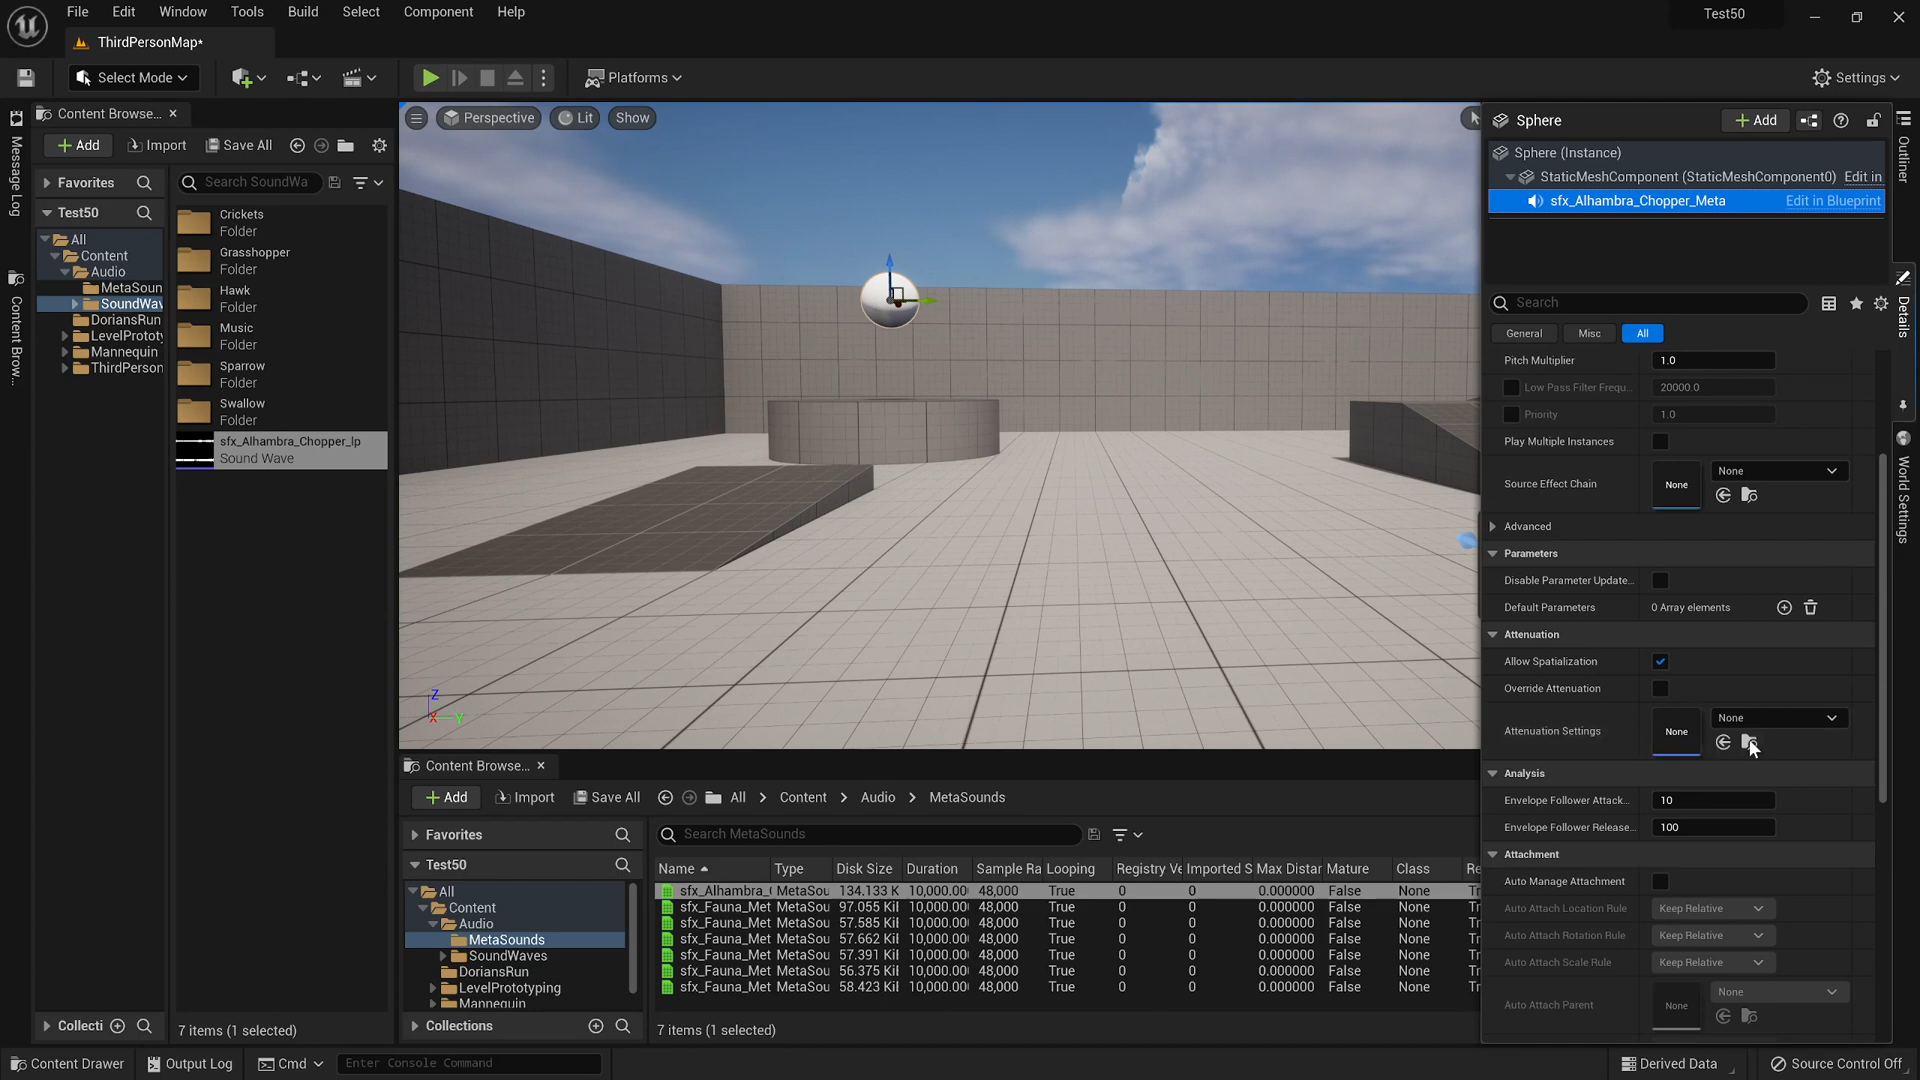 File Edit Window Tools Build Select Component Help
Test50
ThirdPersonMap*
Select Mode
Platforms
Settings
Message Log
Content Brow...
Content Browse...
Add Import Save All
Favorites
Search SoundWa
Test50
All
Content
Audio
MetaSoun
SoundWav
DoriansRun
LevelPrototy
Mannequin
ThirdPerson
Crickets
Folder
Grasshopper
Folder
Hawk
Folder
Music
Folder
Sparrow
Folder
Swallow
Folder
sfx_Alhambra_Chopper_lp
Sound Wave
Collecti
7 items (1 selected)
Perspective Lit Show
Z
X Y
Content Browse...
Add Import Save All All Content Audio MetaSounds
Favorites
Search MetaSounds
Test50
All
Content
Audio
MetaSounds
SoundWaves
DoriansRun
LevelPrototyping
Mannequin
Collections
Name Type Disk Size Duration Sample Ra Looping Registry Ve Imported S Max Distar Mature Class Re
sfx_Alhambra_( MetaSou 134.133 K 10,000.00 48,000 True 0 0 0.000000 False None Tr
sfx_Fauna_Met MetaSou 97.055 KiB 10,000.00 48,000 True 0 0 0.000000 False None Tr
sfx_Fauna_Met MetaSou 57.585 KiB 10,000.00 48,000 True 0 0 0.000000 False None Tr
sfx_Fauna_Met MetaSou 57.662 KiB 10,000.00 48,000 True 0 0 0.000000 False None Tr
sfx_Fauna_Met MetaSou 57.391 KiB 10,000.00 48,000 True 0 0 0.000000 False None Tr
sfx_Fauna_Met MetaSou 56.375 KiB 10,000.00 48,000 True 0 0 0.000000 False None Tr
sfx_Fauna_Met MetaSou 58.423 KiB 10,000.00 48,000 True 0 0 0.000000 False None Tr
7 items (1 selected)
Sphere Add
Sphere (Instance)
StaticMeshComponent (StaticMeshComponent0) Edit in
sfx_Alhambra_Chopper_Meta Edit in Blueprint
Search
General Misc All
Pitch Multiplier 1.0
Low Pass Filter Frequ... 20000.0
Priority 1.0
Play Multiple Instances
Source Effect Chain None None
Advanced
Parameters
Disable Parameter Update...
Default Parameters 0 Array elements
Attenuation
Allow Spatialization
Override Attenuation
Attenuation Settings None None
Analysis
Envelope Follower Attack... 10
Envelope Follower Release... 100
Attachment
Auto Manage Attachment
Auto Attach Location Rule Keep Relative
Auto Attach Rotation Rule Keep Relative
Auto Attach Scale Rule Keep Relative
Auto Attach Parent None None
Outliner
Details
World Settings
Content Drawer Output Log Cmd Enter Console Command Derived Data Source Control Off